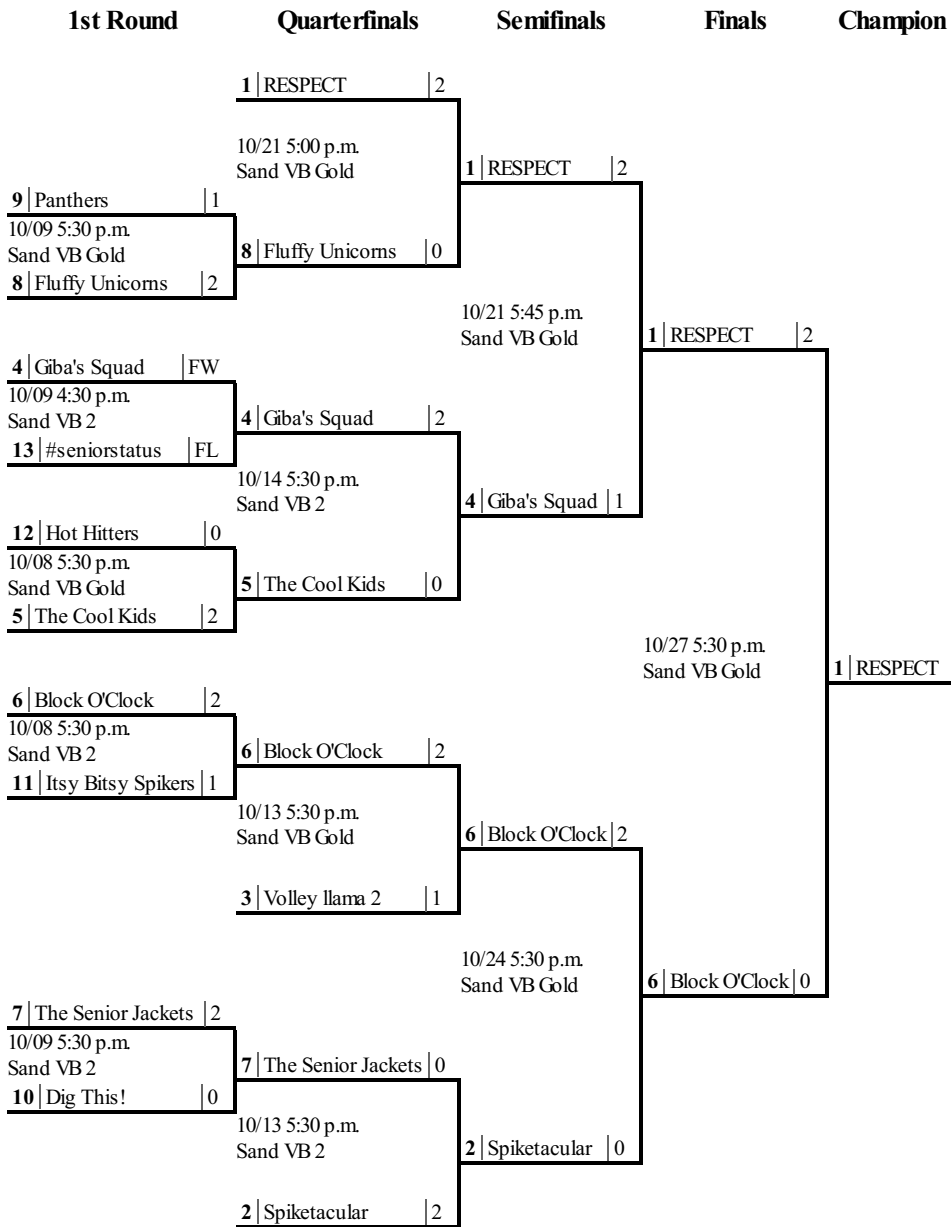 1st Round Quarterfinals Semifinals Finals Champion
1 RESPECT 2
10/21 5:00 p.m.
Sand VB Gold
1 RESPECT 2
9 Panthers 1
10/09 5:30 p.m.
Sand VB Gold
8 Fluffy Unicorns 0
8 Fluffy Unicorns 2
10/21 5:45 p.m.
Sand VB Gold
1 RESPECT 2
4 Giba's Squad FW
10/09 4:30 p.m.
Sand VB 2
4 Giba's Squad 2
13 #seniorstatus FL
10/14 5:30 p.m.
Sand VB 2
4 Giba's Squad 1
12 Hot Hitters 0
10/08 5:30 p.m.
Sand VB Gold
5 The Cool Kids 0
5 The Cool Kids 2
10/27 5:30 p.m.
Sand VB Gold
1 RESPECT
6 Block O'Clock 2
10/08 5:30 p.m.
Sand VB 2
6 Block O'Clock 2
11 Itsy Bitsy Spikers 1
10/13 5:30 p.m.
Sand VB Gold
6 Block O'Clock 2
3 Volley llama 2 1
10/24 5:30 p.m.
Sand VB Gold
6 Block O'Clock 0
7 The Senior Jackets 2
10/09 5:30 p.m.
Sand VB 2
7 The Senior Jackets 0
10 Dig This! 0
10/13 5:30 p.m.
Sand VB 2
2 Spiketacular 0
2 Spiketacular 2